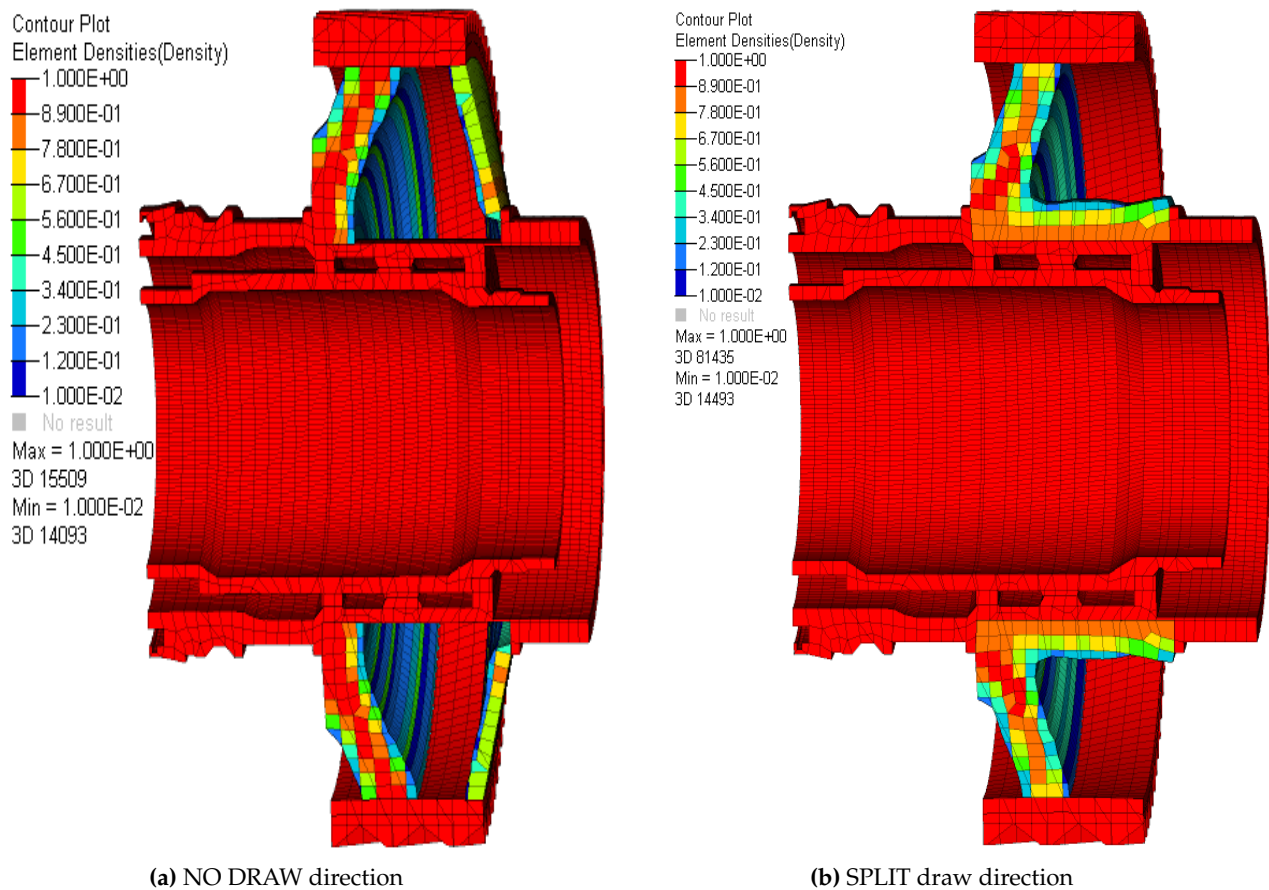 Contour Plot
Element Densities(Density)
1.000E+00
8.900E-01
7.800E-01
6.700E-01
5.600E-01
4.500E-01
3.400E-01
2.300E-01
1.200E-01
1.000E-02
No result
Max = 1.000E+00
3D 15509
Min = 1.000E-02
3D 14093
(a) NO DRAW direction
Contour Plot
Element Densities(Density)
1.000E+00
8.900E-01
7.800E-01
6.700E-01
5.600E-01
4.500E-01
3.400E-01
2.300E-01
1.200E-01
1.000E-02
No result
Max = 1.000E+00
3D 81435
Min = 1.000E-02
3D 14493
(b) SPLIT draw direction